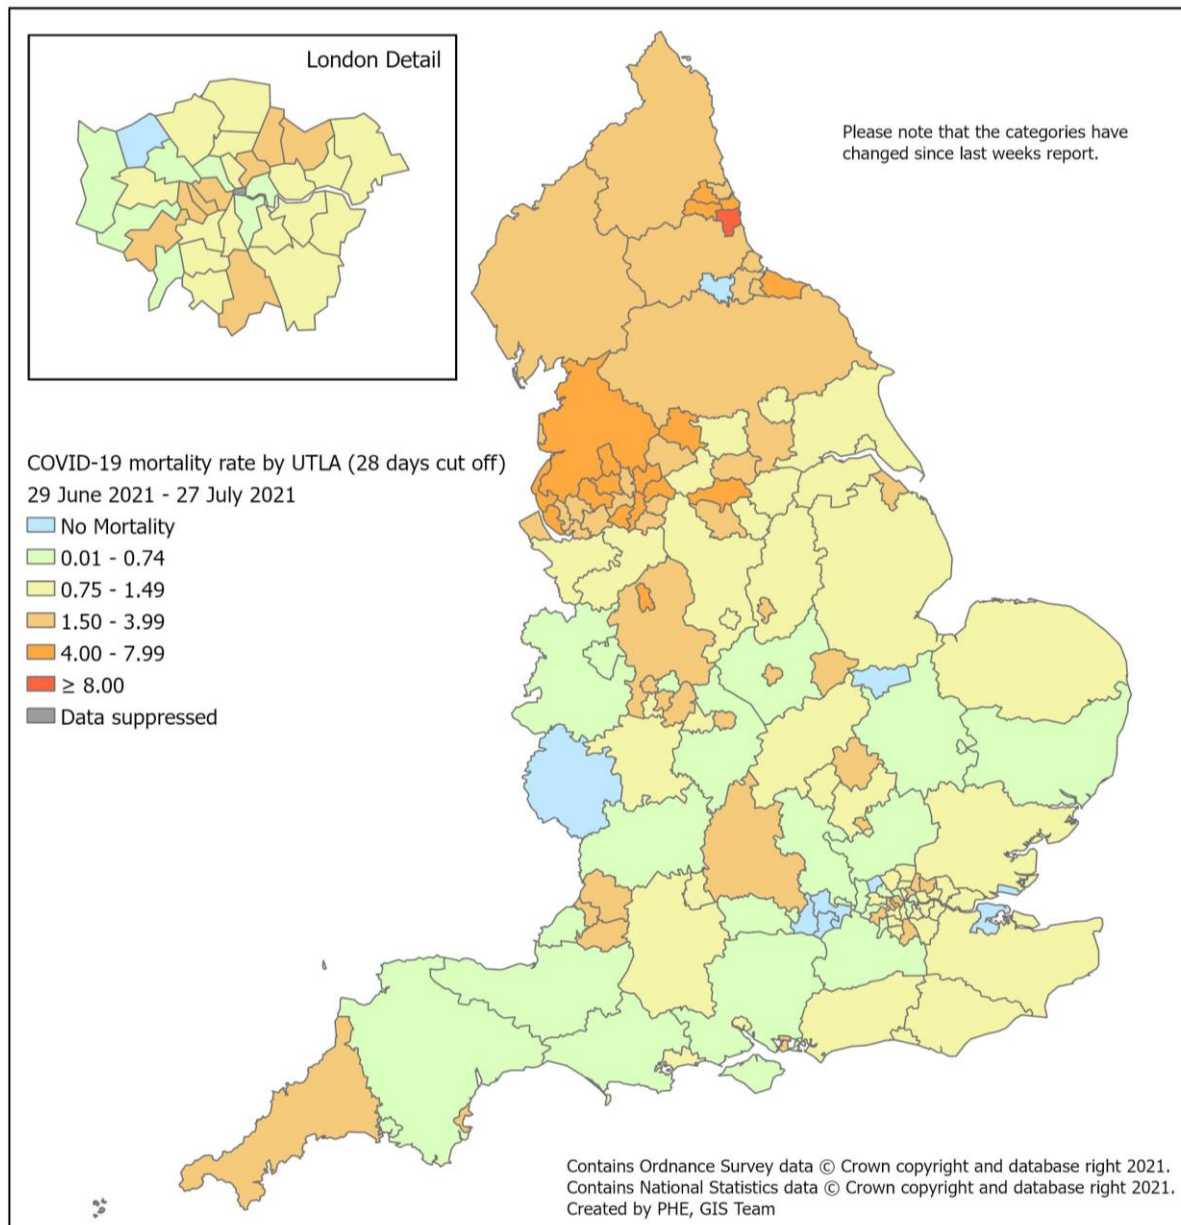 London Detail
Please note that the categories have
changed since last weeks report.
COVID-19 mortality rate by UTLA (28 days cut off)
29 June 2021 - 27 July 2021
No Mortality
0.01 - 0.74
0.75 - 1.49
1.50 - 3.99
4.00 - 7.99
≥ 8.00
Data suppressed
Contains Ordnance Survey data © Crown copyright and database right 2021.
Contains National Statistics data © Crown copyright and database right 2021.
Created by PHE, GIS Team